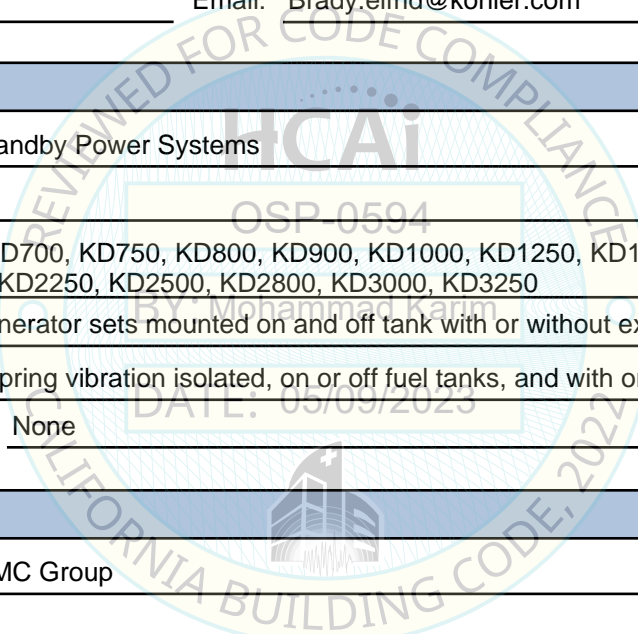 Email: Brady.elfhd@kohler.com
REVIEWED FOR CODE COMPLIANCE
HCAi
andby Power Systems
OSP-0594
D700, KD750, KD800, KD900, KD1000, KD1250, KD1
KD2250, KD2500, KD2800, KD3000, KD3250
BY: Mohammad Karim
nerator sets mounted on and off tank with or without ex
pring vibration isolated, on or off fuel tanks, and with or
DATE: 05/09/2023
None
MC Group
CALIFORNIA BUILDING CODE, 2022